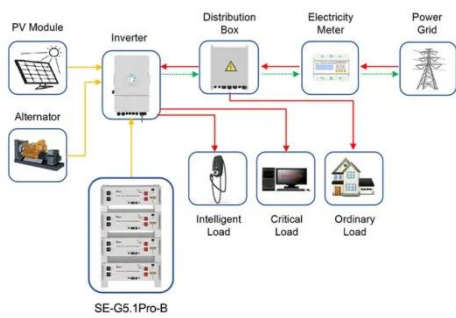 PV Module
Inverter
Distribution
Box
Electricity
Meter
Power
Grid
Alternator
Intelligent
Load
Critical
Load
Ordinary
Load
SE-G5.1Pro-B